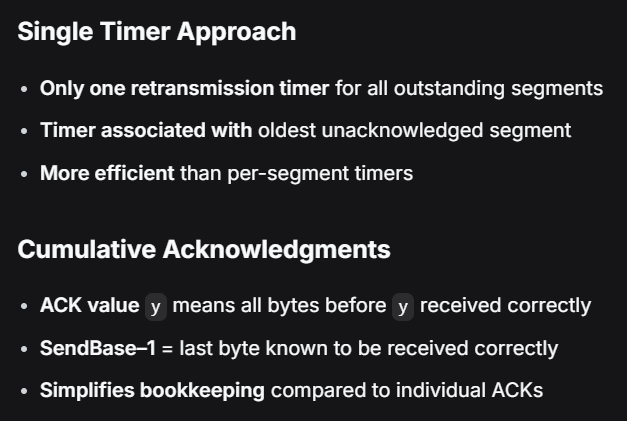 Single Timer Approach
• Only one retransmission timer for all outstanding segments
• Timer associated with oldest unacknowledged segment
• More efficient than per-segment timers
Cumulative Acknowledgments
• ACK value y means all bytes before y received correctly
• SendBase–1 = last byte known to be received correctly
• Simplifies bookkeeping compared to individual ACKs